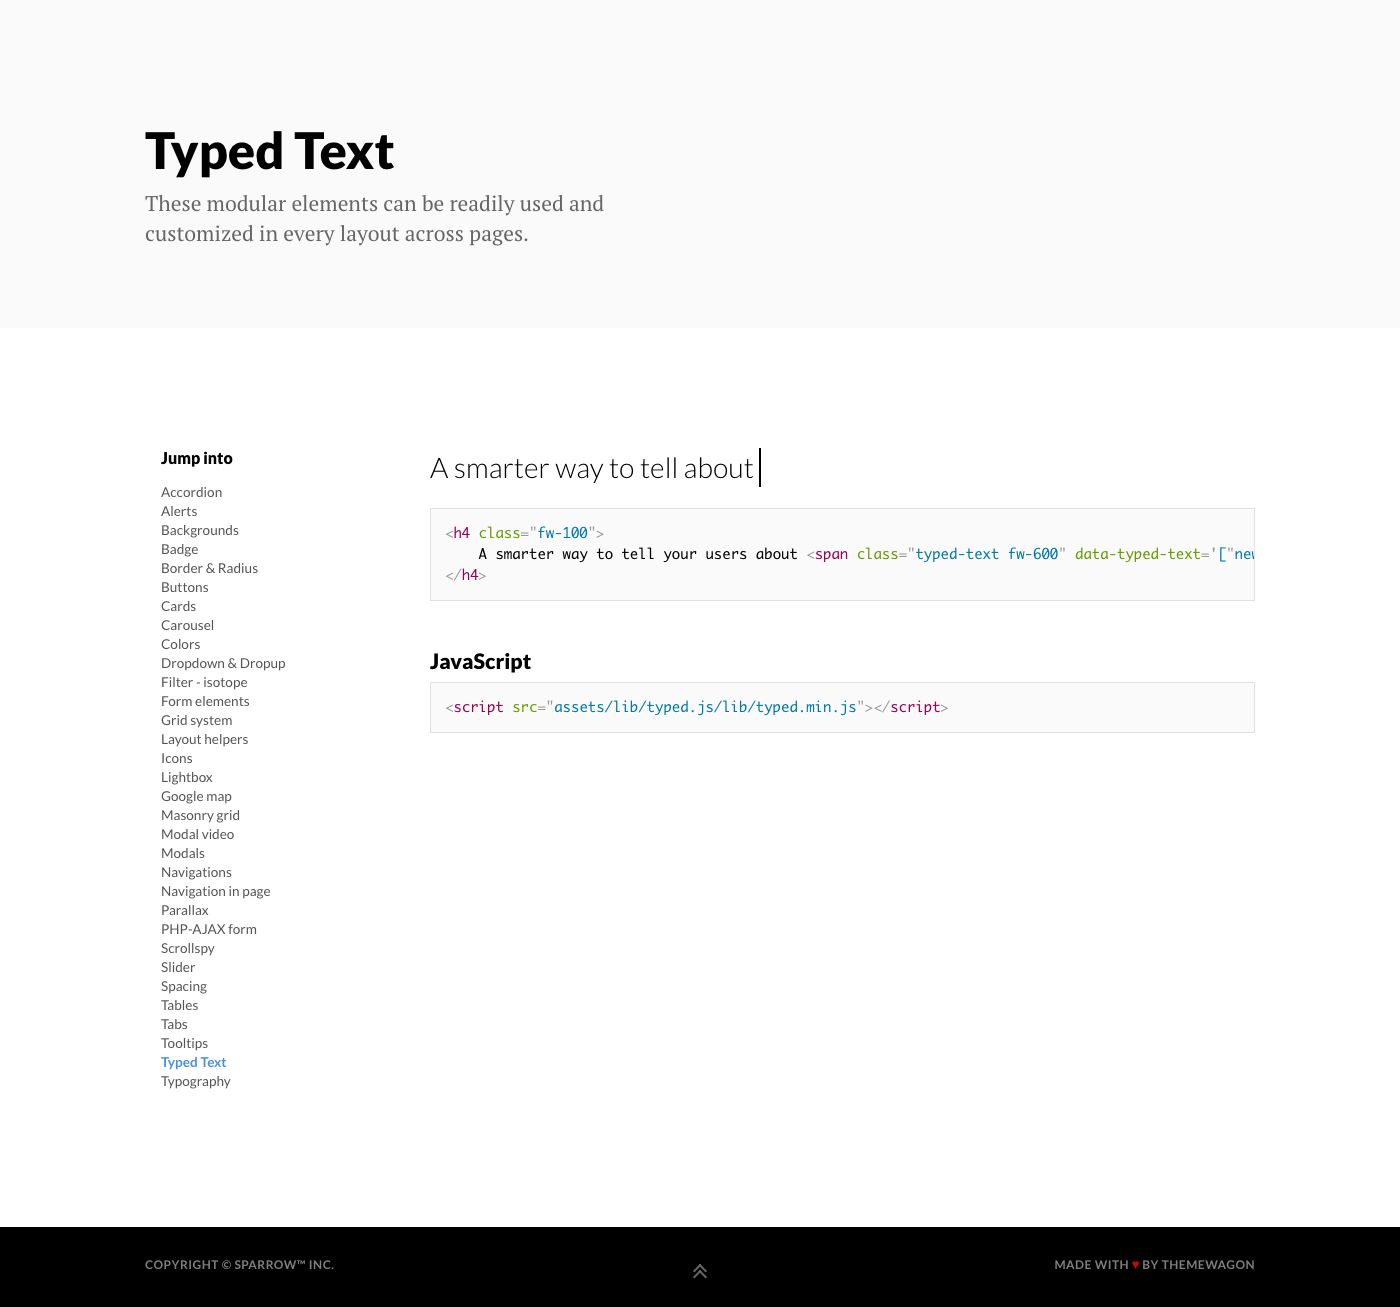 Typed Text
These modular elements can be readily used and
customized in every layout across pages.
Jump into
Accordion
Alerts
Backgrounds
Badge
Border & Radius
Buttons
Cards
Carousel
Colors
Dropdown & Dropup
Filter - isotope
Form elements
Grid system
Layout helpers
Icons
Lightbox
Google map
Masonry grid
Modal video
Modals
Navigations
Navigation in page
Parallax
PHP-AJAX form
Scrollspy
Slider
Spacing
Tables
Tabs
Tooltips
Typed Text
Typography
A smarter way to tell about
<h4 class="fw-100">
    A smarter way to tell your users about <span class="typed-text fw-600" data-typed-text='["new
</h4>
JavaScript
<script src="assets/lib/typed.js/lib/typed.min.js"></script>
COPYRIGHT © SPARROW™ INC.
MADE WITH ♥ BY THEMEWAGON